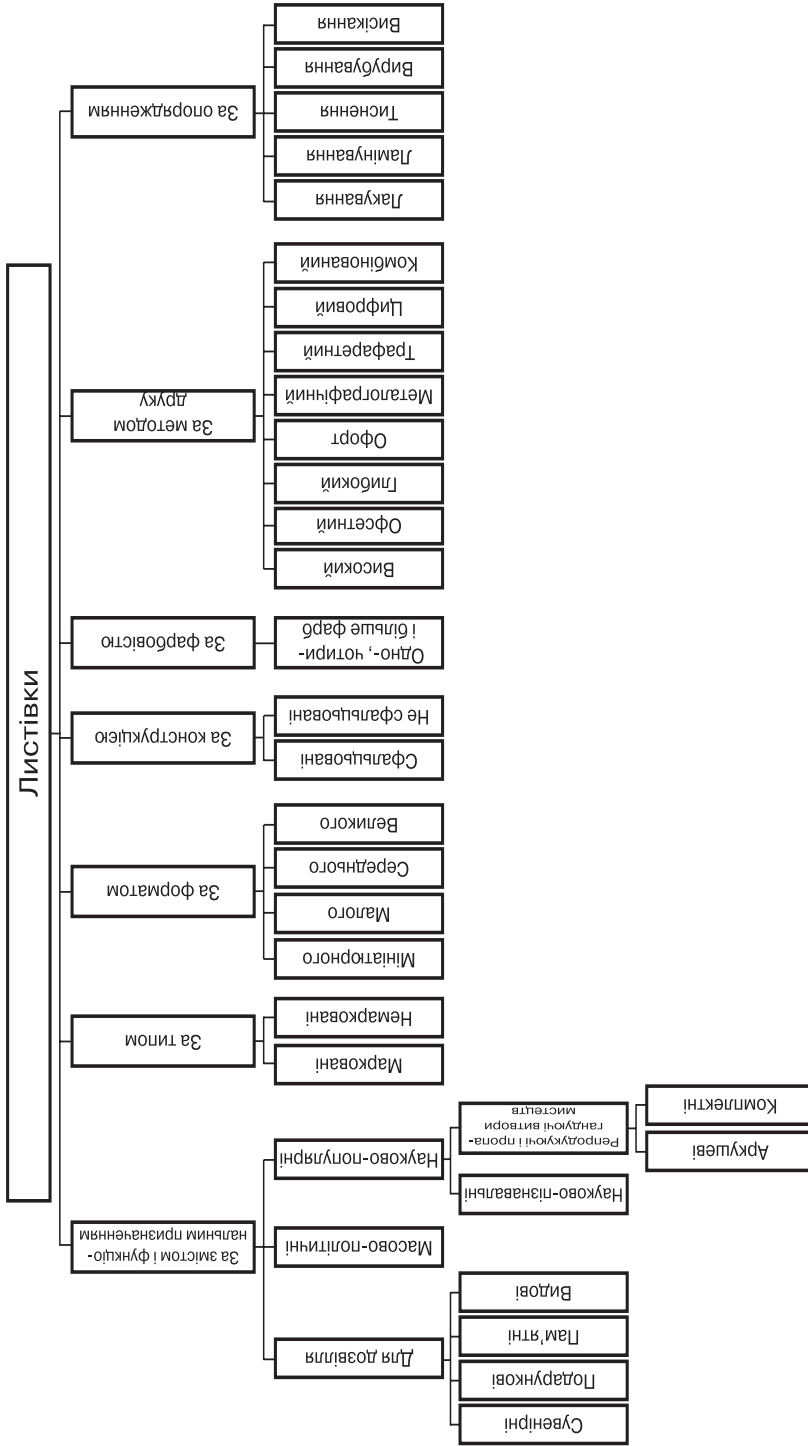 Листівки
За змістом і функціо-
нальним призначенням
Для дозвілля
Сувенірні
Подарункові
Пам’ятні
Видові
Масово-політичні
Науково-популярні
Науково-пізнавальні
Репродукуючі і пропа-
гандуючі витвори
мистецтв
Аркушеві
Комплектні
За типом
Марковані
Немарковані
За форматом
Мініатюрного
Малого
Середнього
Великого
За конструкцією
Сфальцьовані
Не сфальцьовані
За фарбовістю
Одно-, чотири-
і більше фарб
За методом
друку
Високий
Офсетний
Глибокий
Офорт
Металографічний
Трафаретний
Цифровий
Комбінований
За опорядженням
Лакування
Ламінування
Тиснення
Вирубування
Висікання